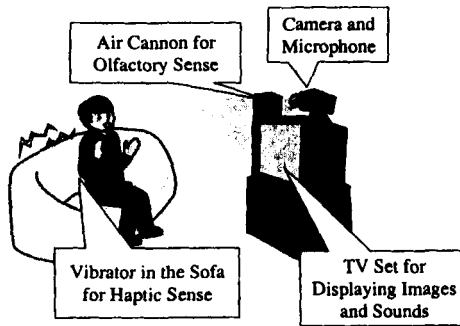 Air Cannon for
Olfactory Sense
Camera and
Microphone
Vibrator in the Sofa
for Haptic Sense
TV Set for
Displaying Images
and Sounds